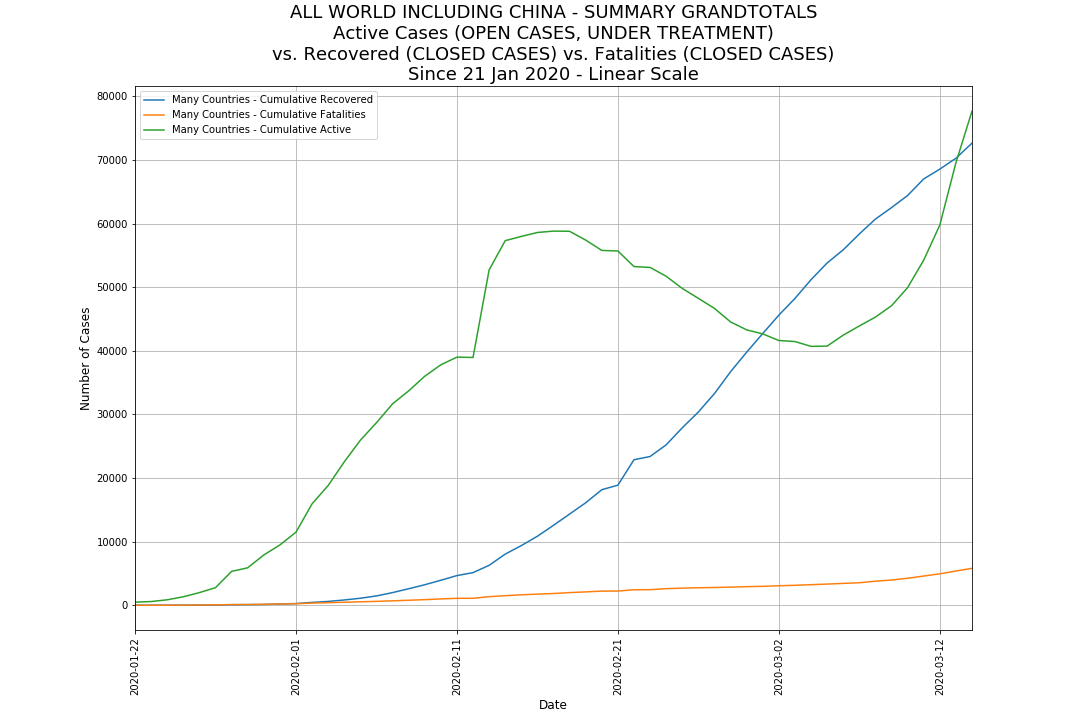 ALL WORLD INCLUDING CHINA - SUMMARY GRANDTOTALS
Active Cases (OPEN CASES, UNDER TREATMENT)
vs. Recovered (CLOSED CASES) vs. Fatalities (CLOSED CASES)
Since 21 Jan 2020 - Linear Scale
Many Countries - Cumulative Recovered
Many Countries - Cumulative Fatalities
Many Countries - Cumulative Active
Number of Cases
80000
70000
60000
50000
40000
30000
20000
10000
0
2020-01-22
2020-02-01
2020-02-11
2020-02-21
2020-03-02
2020-03-12
Date